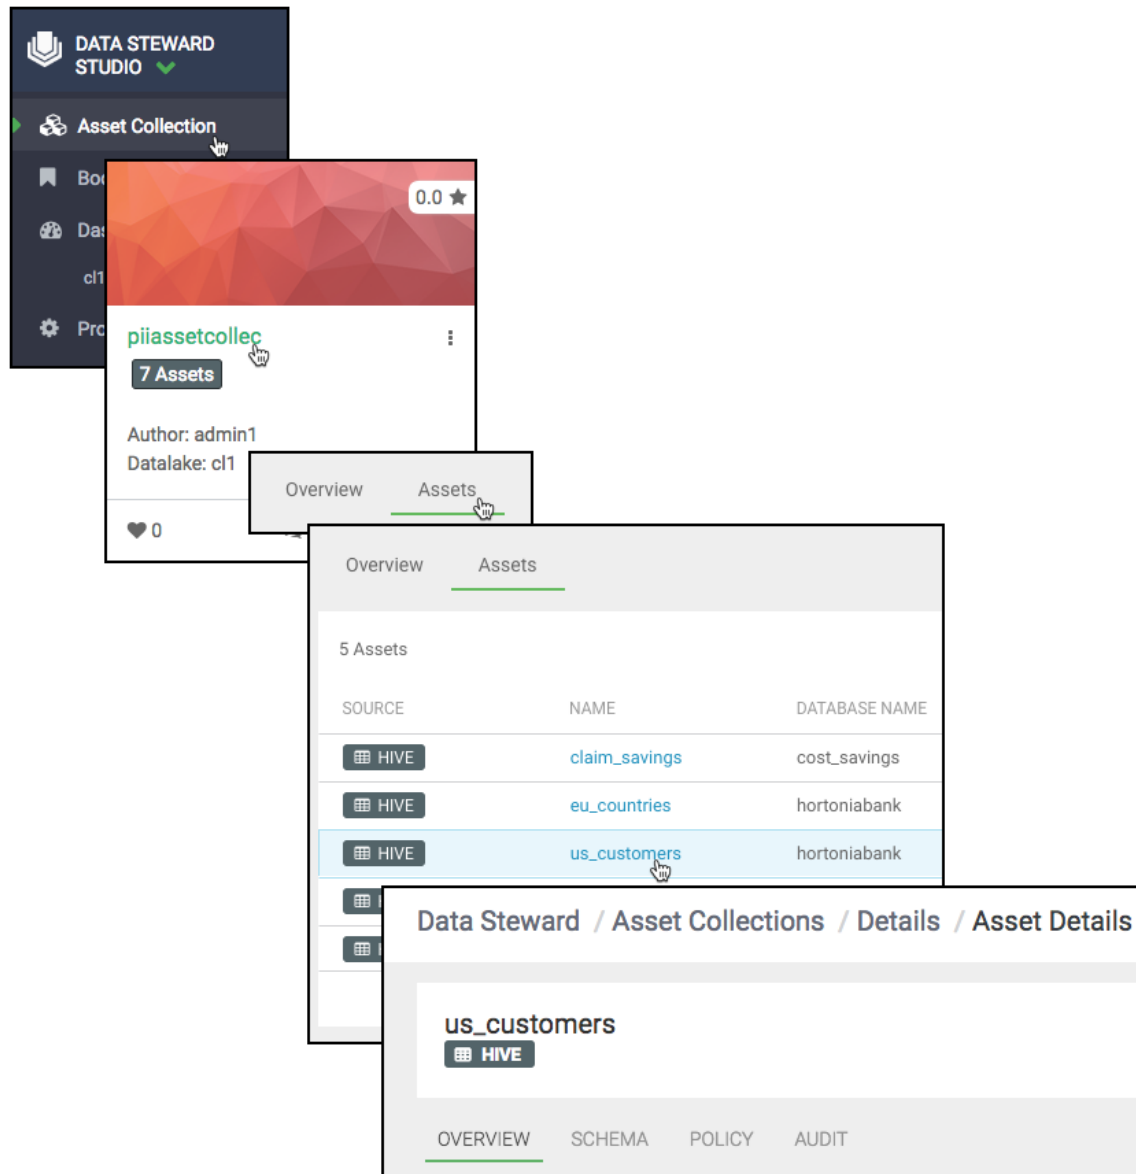 DATA STEWARD
STUDIO
Asset Collection
cl1
0.0
piiassetcollec
7 Assets
Author: admin1
Datalake: cl1
0
Overview Assets
Overview Assets
5 Assets
SOURCE NAME DATABASE NAME
HIVE claim_savings cost_savings
HIVE eu_countries hortoniabank
HIVE us_customers hortoniabank
Data Steward / Asset Collections / Details / Asset Details
us_customers
HIVE
OVERVIEW SCHEMA POLICY AUDIT